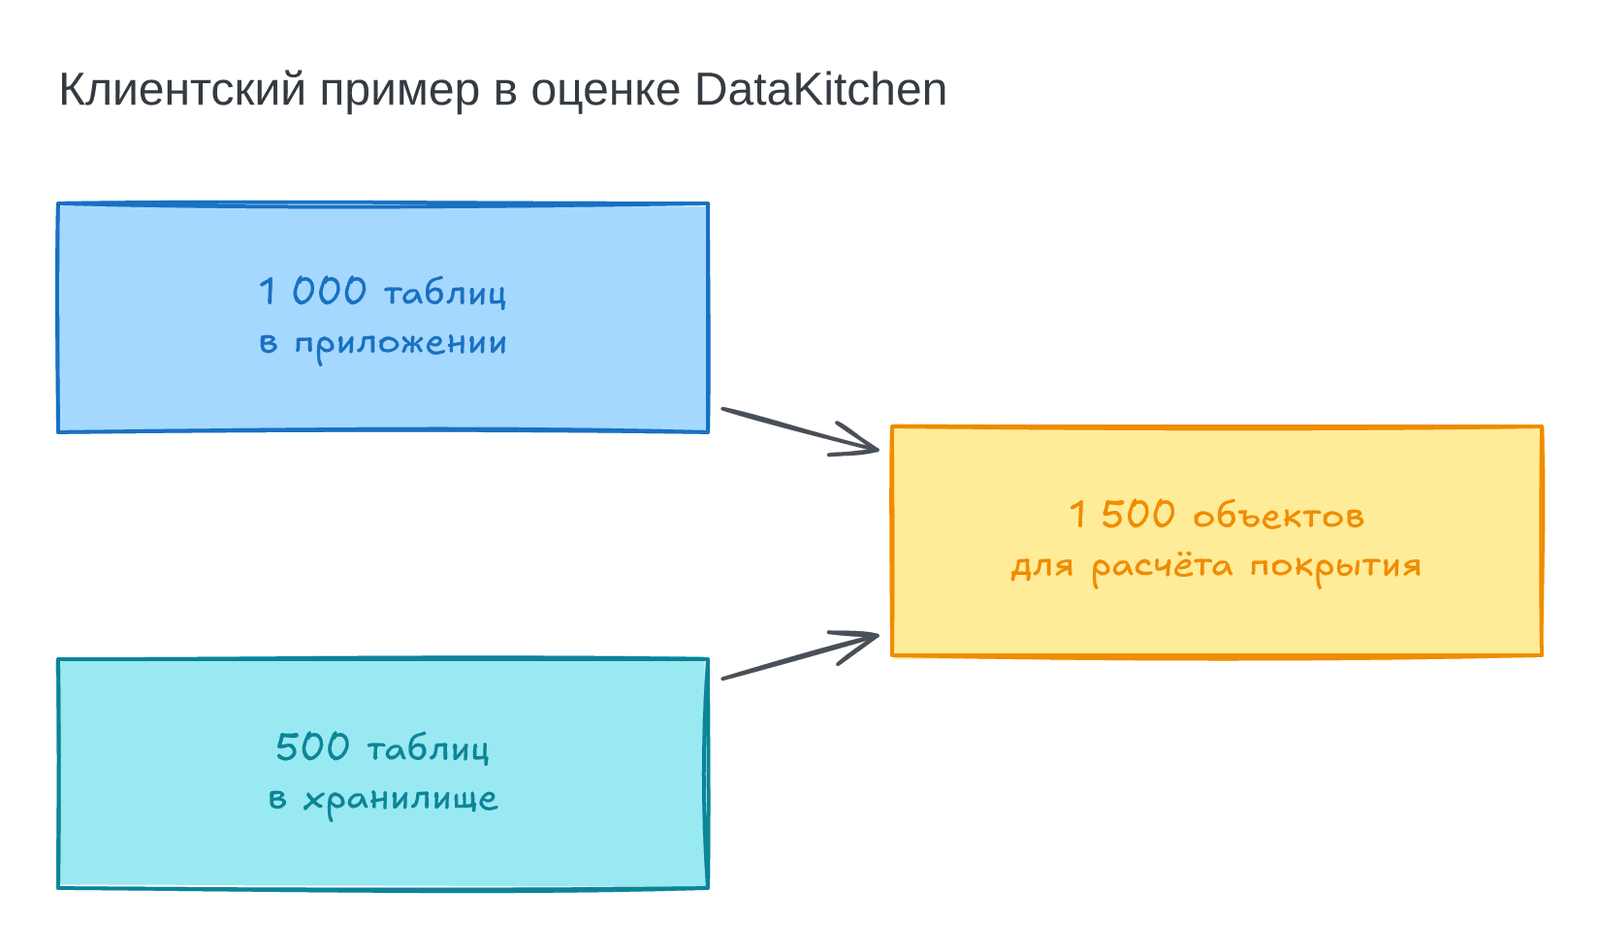 Клиентский пример в оценке DataKitchen
1 000 таблиц
в приложении
1 500 объектов
для расчёта покрытия
500 таблиц
в хранилище